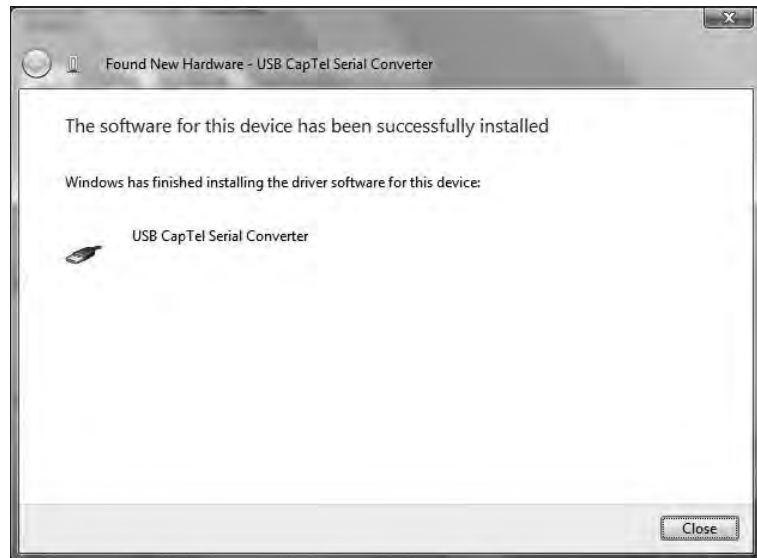 Found New Hardware - USB CapTel Serial Converter
The software for this device has been successfully installed
Windows has finished installing the driver software for this device:
USB CapTel Serial Converter
Close